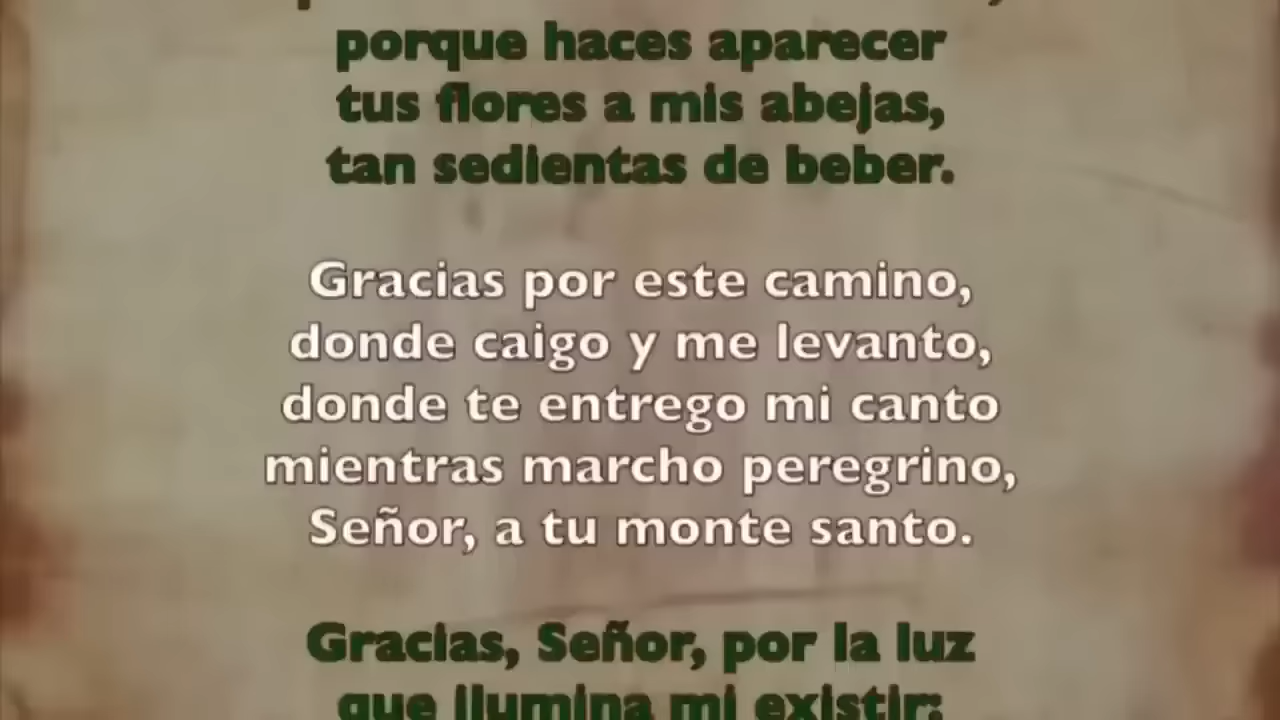 porque haces aparecer
tus flores a mis abejas,
tan sedientas de beber.
Gracias por este camino,
donde caigo y me levanto,
donde te entrego mi canto
mientras marcho peregrino,
Señor, a tu monte santo.
Gracias, Señor, por la luz
que ilumina mi existir;